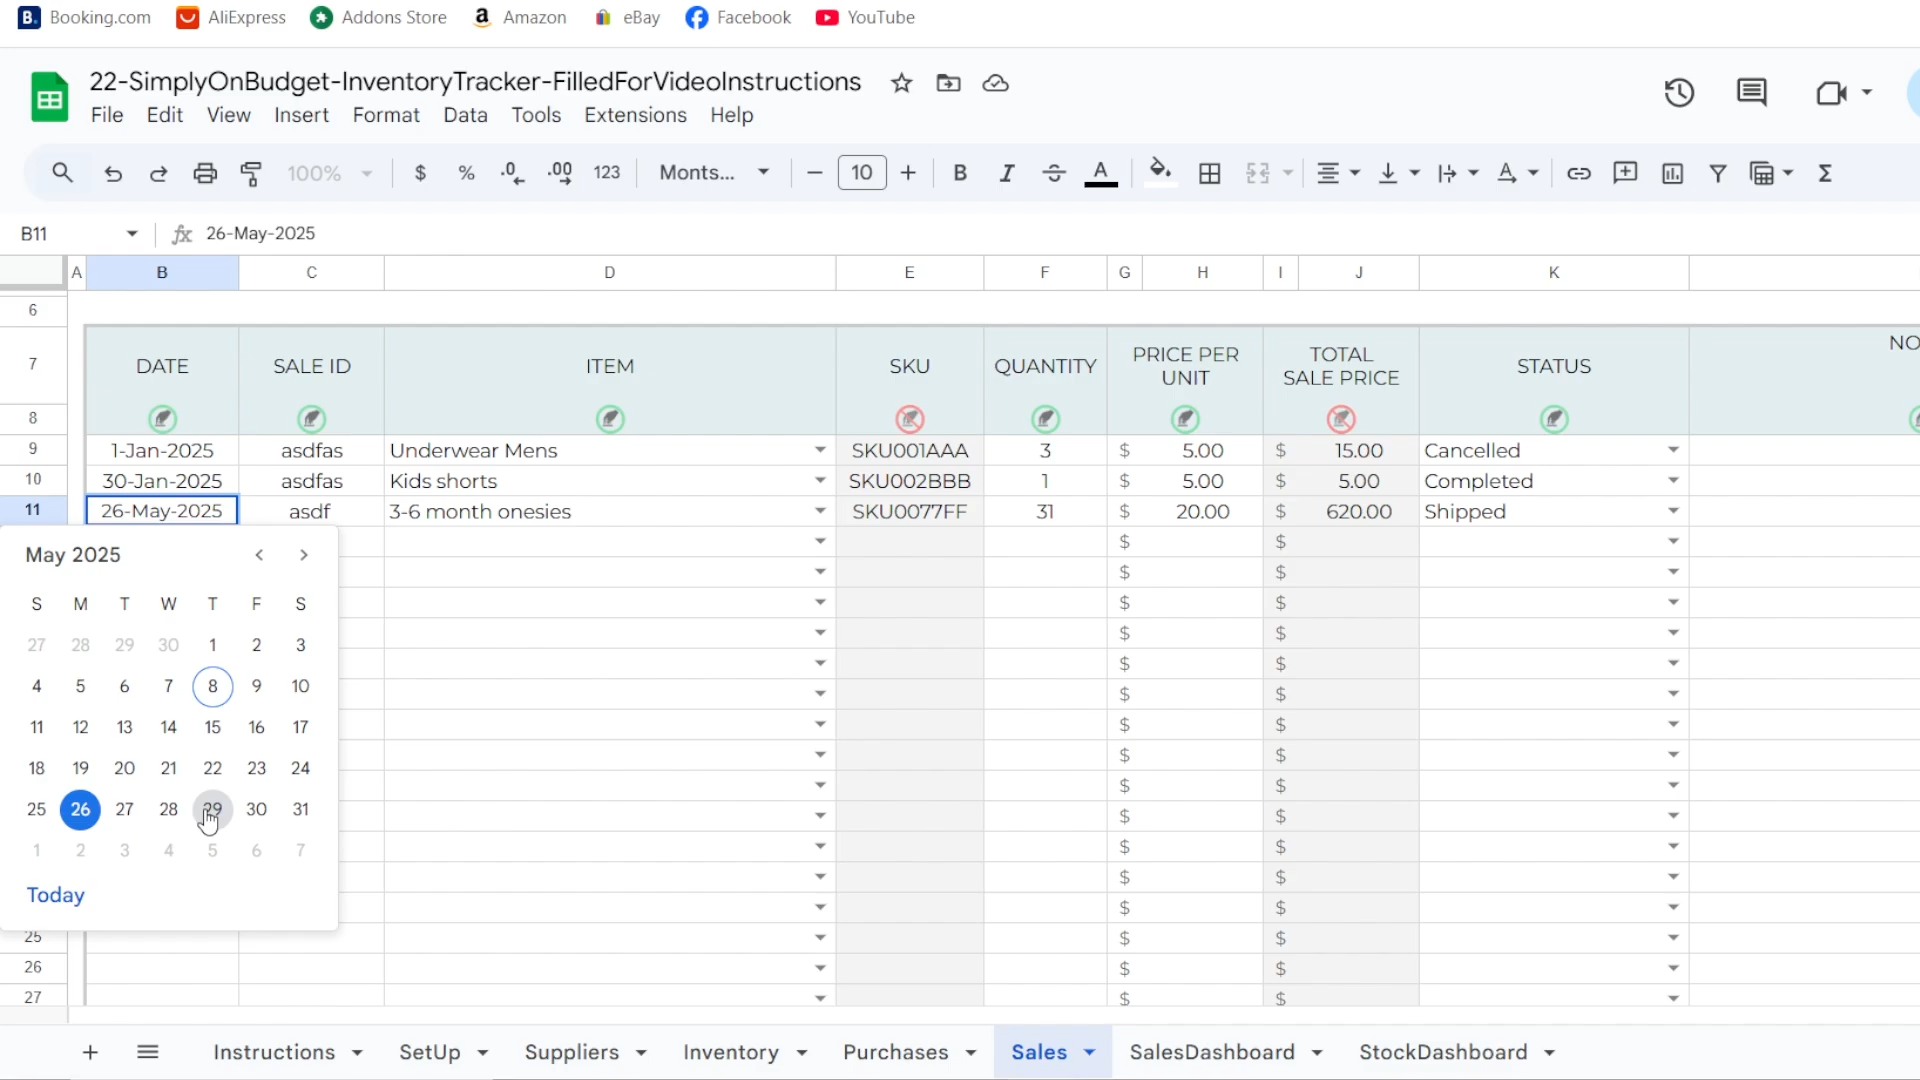 Booking.com AliExpress Addons Store Amazon eBay Facebook YouTube
22-SimplyOnBudget-InventoryTracker-FilledForVideoInstructions
File Edit View Insert Format Data Tools Extensions Help
100% $ % .0 .00 123 Monts... 10 B I S A
B11 fx 26-May-2025
A B C D E F G H I J K
6
7 DATE SALE ID ITEM SKU QUANTITY PRICE PER UNIT TOTAL SALE PRICE STATUS NO
8
9 1-Jan-2025 asdfas Underwear Mens SKU001AAA 3 $ 5.00 $ 15.00 Cancelled
10 30-Jan-2025 asdfas Kids shorts SKU002BBB 1 $ 5.00 $ 5.00 Completed
11 26-May-2025 asdf 3-6 month onesies SKU0077FF 31 $ 20.00 $ 620.00 Shipped
$ $
May 2025
$ $
S M T W T F S
$ $
27 28 29 30 1 2 3
$ $
$ $
4 5 6 7 8 9 10
$ $
11 12 13 14 15 16 17
$ $
$ $
18 19 20 21 22 23 24
$ $
25 26 27 28 29 30 31
$ $
$ $
1 2 3 4 5 6 7
$ $
Today
$ $
25 $ $
26 $ $
27 $ $
Instructions SetUp Suppliers Inventory Purchases Sales SalesDashboard StockDashboard